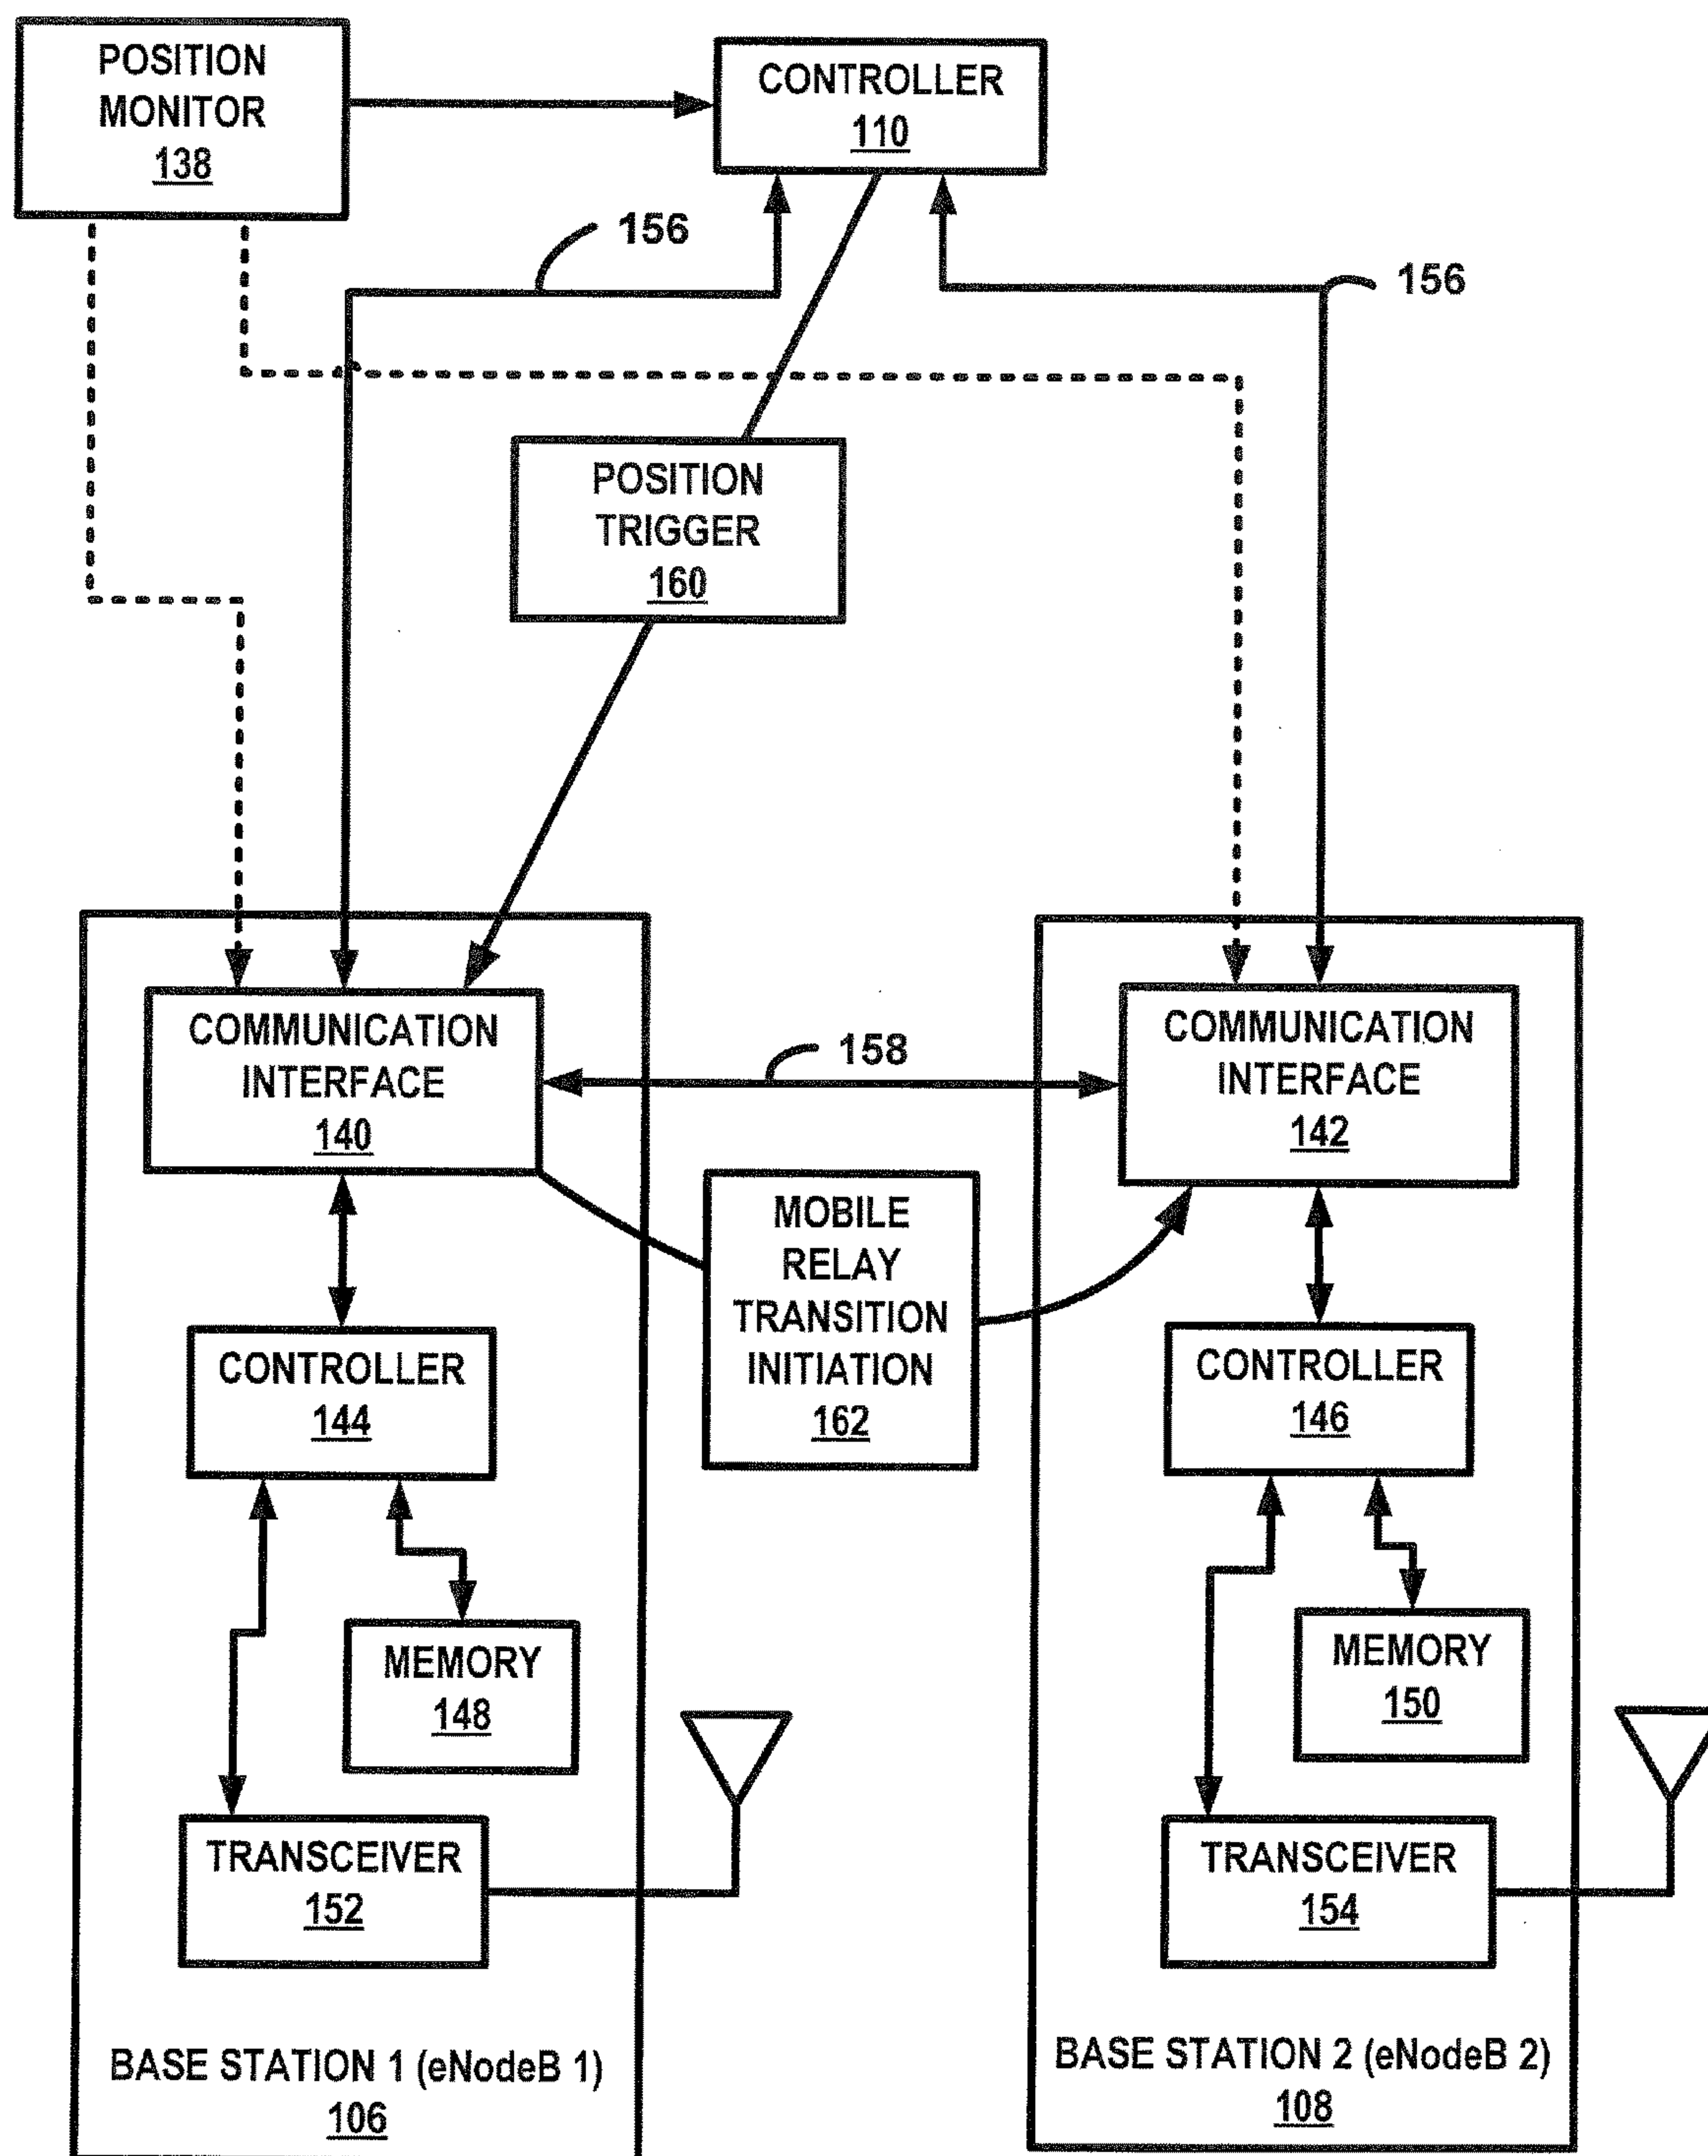 POSITION
MONITOR
138
CONTROLLER
110
156
156
POSITION
TRIGGER
160
COMMUNICATION
INTERFACE
140
158
COMMUNICATION
INTERFACE
142
MOBILE
RELAY
TRANSITION
INITIATION
162
CONTROLLER
144
CONTROLLER
146
MEMORY
148
MEMORY
150
TRANSCEIVER
152
TRANSCEIVER
154
BASE STATION 1 (eNodeB 1)
106
BASE STATION 2 (eNodeB 2)
108